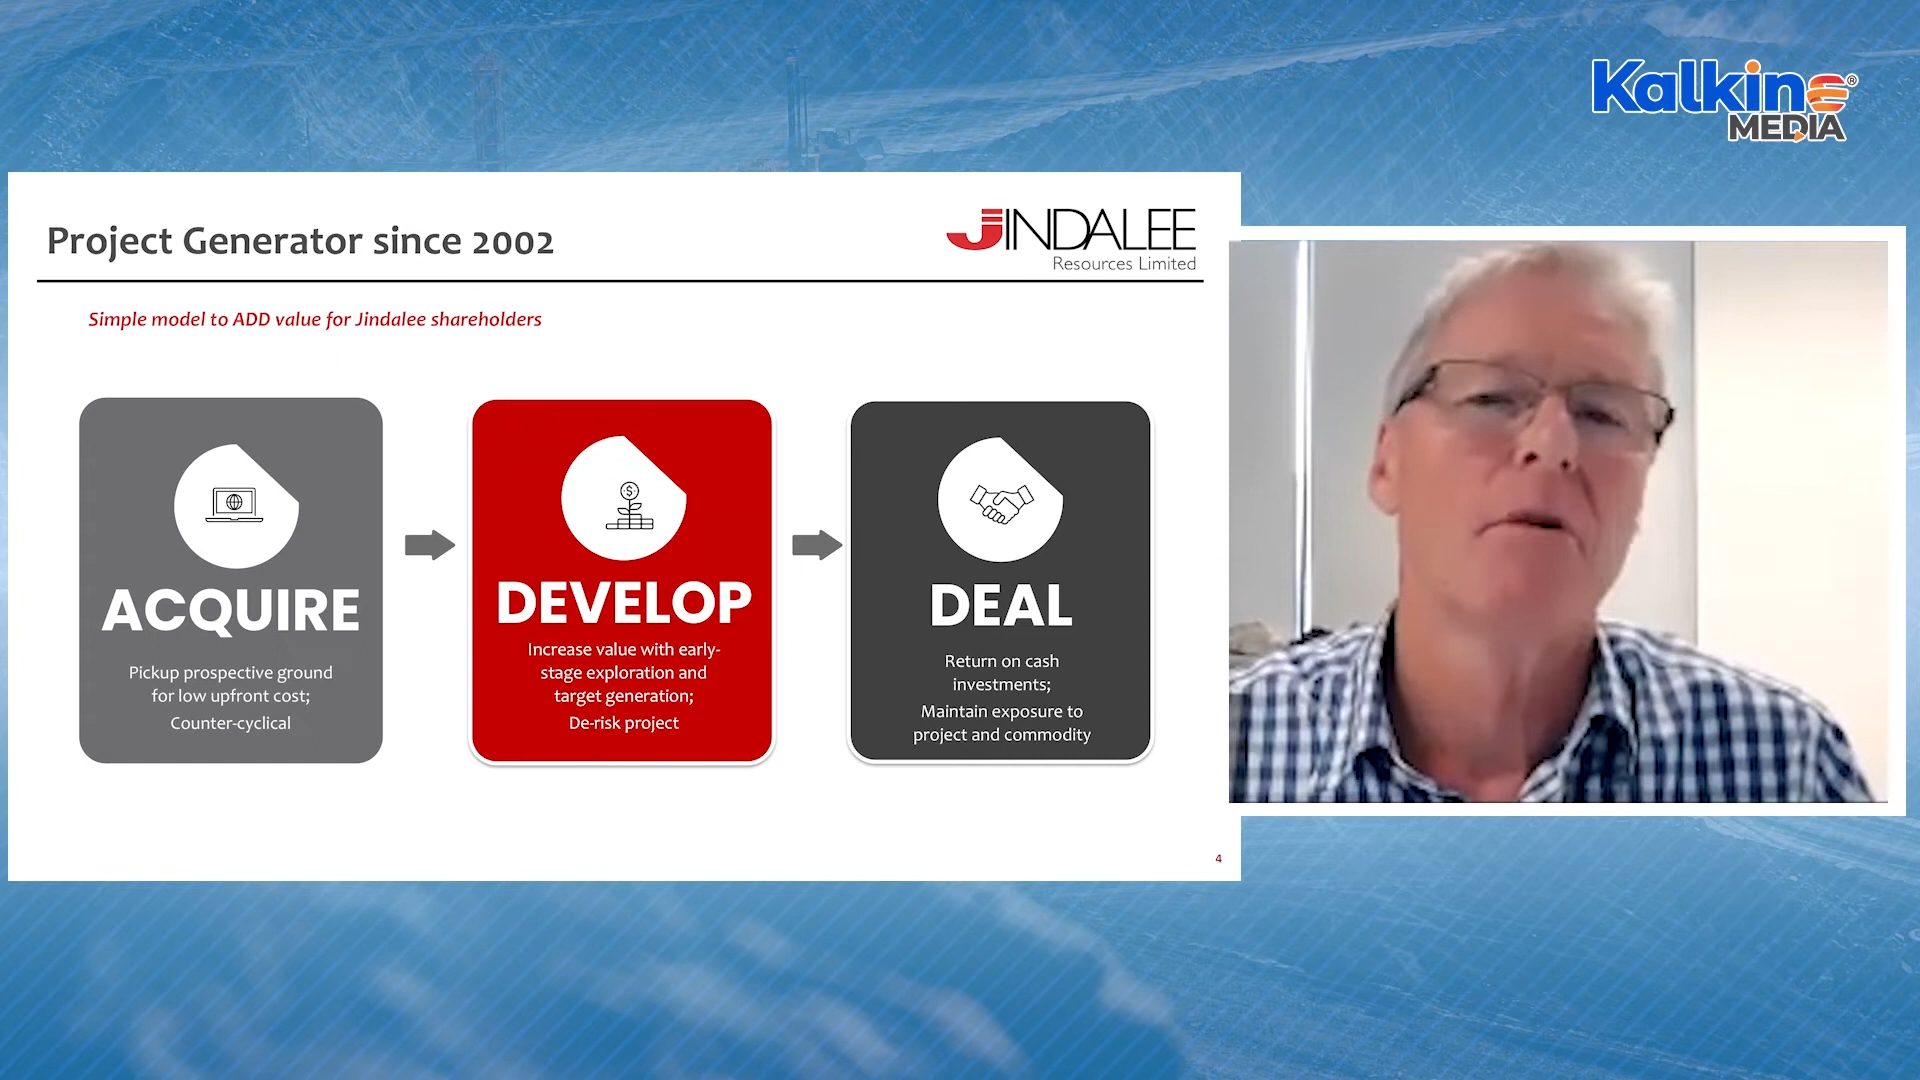 Kalkine®
MEDIA
Project Generator since 2002
JINDALEE
Resources Limited
Simple model to ADD value for Jindalee shareholders
ACQUIRE
Pickup prospective ground
for low upfront cost;
Counter-cyclical
DEVELOP
Increase value with early-
stage exploration and
target generation;
De-risk project
DEAL
Return on cash
investments;
Maintain exposure to
project and commodity
4